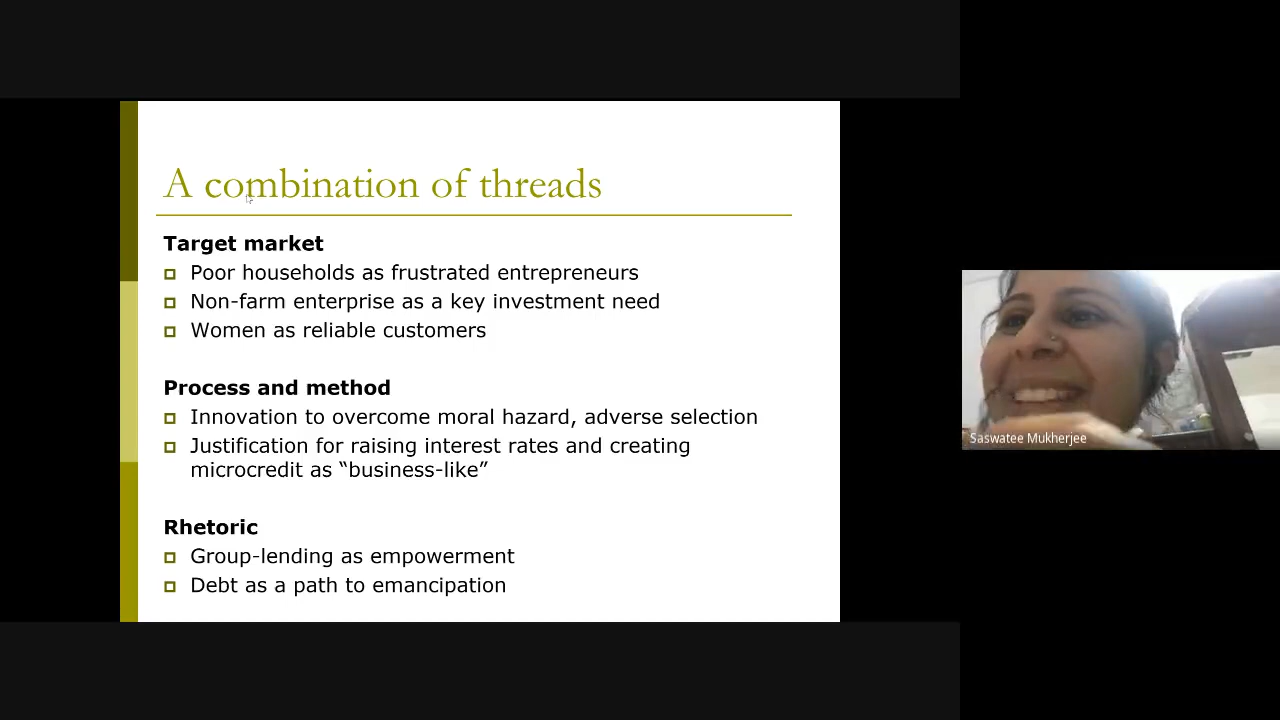 A combination of threads
Target market
Poor households as frustrated entrepreneurs
Non-farm enterprise as a key investment need
Women as reliable customers
Process and method
Innovation to overcome moral hazard, adverse selection
Justification for raising interest rates and creating
microcredit as “business-like”
Rhetoric
Group-lending as empowerment
Debt as a path to emancipation
Saswatee Mukherjee